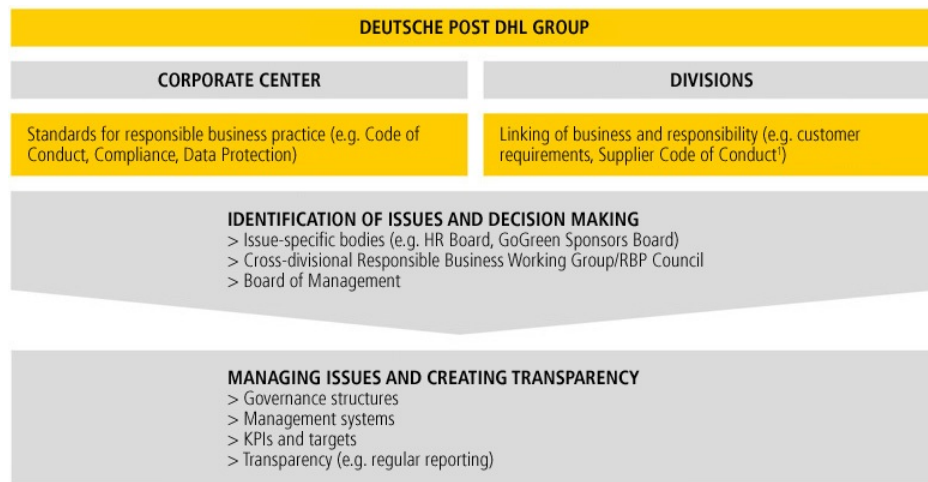 DEUTSCHE POST DHL GROUP
CORPORATE CENTER
DIVISIONS
Standards for responsible business practice (e.g. Code of
Conduct, Compliance, Data Protection)
Linking of business and responsibility (e.g. customer
requirements, Supplier Code of Conduct¹)
IDENTIFICATION OF ISSUES AND DECISION MAKING
> Issue-specific bodies (e.g. HR Board, GoGreen Sponsors Board)
> Cross-divisional Responsible Business Working Group/RBP Council
> Board of Management
MANAGING ISSUES AND CREATING TRANSPARENCY
> Governance structures
> Management systems
> KPIs and targets
> Transparency (e.g. regular reporting)